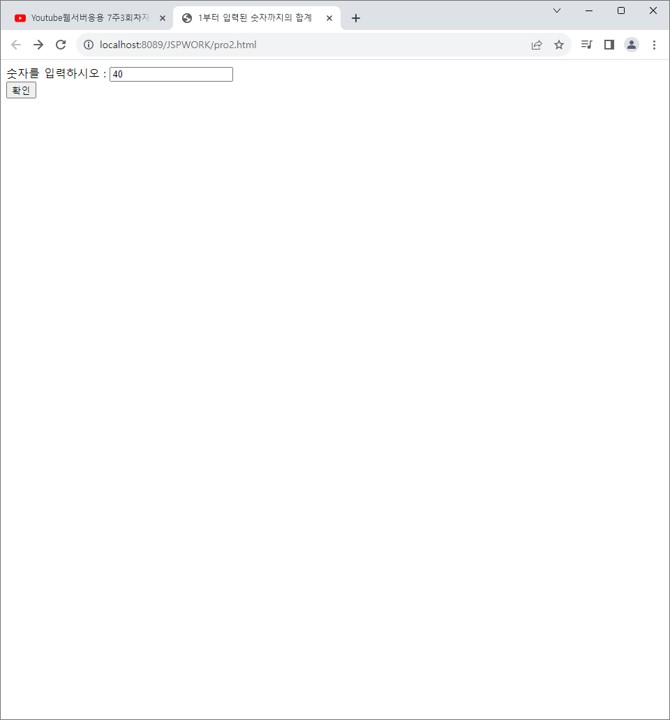 Youtube웹서버응용 7주3회차
1부터 입력된 숫자까지의 합계
localhost:8089/JSPWORK/pro2.html
숫자를 입력하시오 : 40
확인